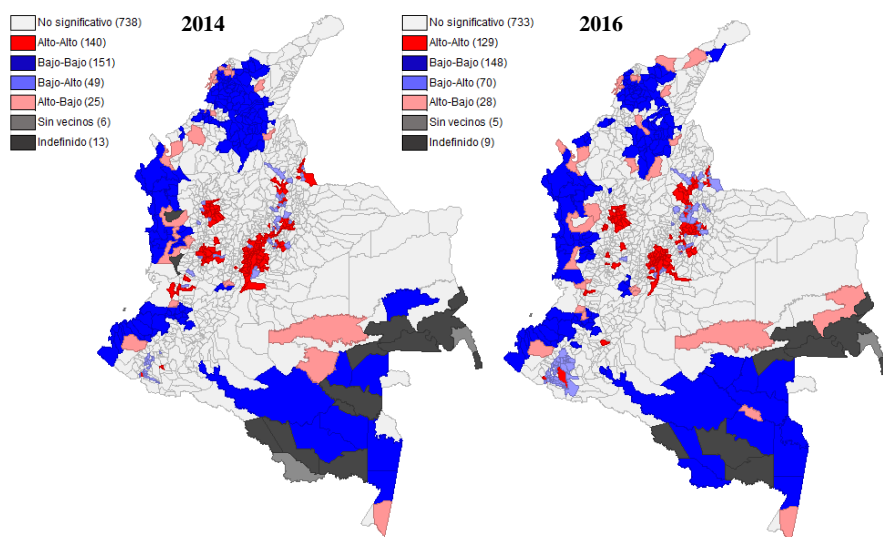 2014
No significativo (738)
Alto-Alto (140)
Bajo-Bajo (151)
Bajo-Alto (49)
Alto-Bajo (25)
Sin vecinos (6)
Indefinido (13)
2016
No significativo (733)
Alto-Alto (129)
Bajo-Bajo (148)
Bajo-Alto (70)
Alto-Bajo (28)
Sin vecinos (5)
Indefinido (9)